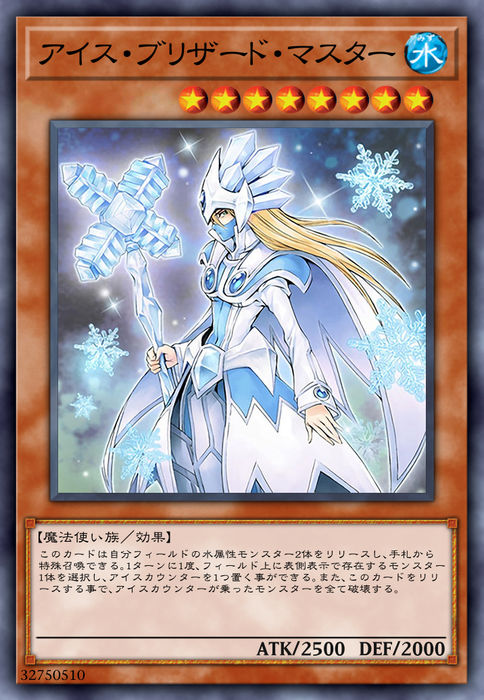 アイス・ブリザード・マスター
みず
水
【魔法使い族／効果】
このカードは自分フィールドの水属性モンスター2体をリリースし、手札から
特殊召喚できる。1ターンに1度、フィールド上に表側表示で存在するモンスター
1体を選択し、アイスカウンターを1つ置く事ができる。また、このカードをリリ
ースする事で、アイスカウンターが乗ったモンスターを全て破壊する。
ATK/2500 DEF/2000
32750510